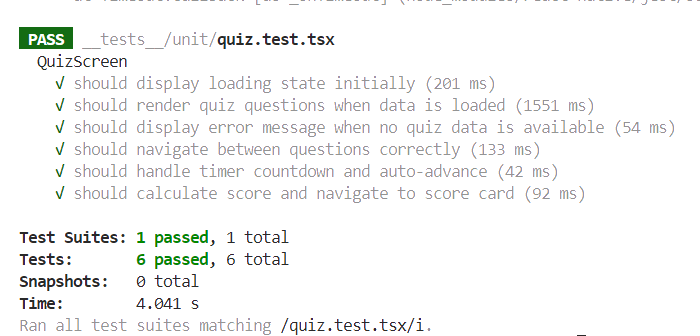 PASS __tests__/unit/quiz.test.tsx
QuizScreen
√ should display loading state initially (201 ms)
√ should render quiz questions when data is loaded (1551 ms)
√ should display error message when no quiz data is available (54 ms)
√ should navigate between questions correctly (133 ms)
√ should handle timer countdown and auto-advance (42 ms)
√ should calculate score and navigate to score card (92 ms)
Test Suites: 1 passed, 1 total
Tests: 6 passed, 6 total
Snapshots: 0 total
Time: 4.041 s
Ran all test suites matching /quiz.test.tsx/i.